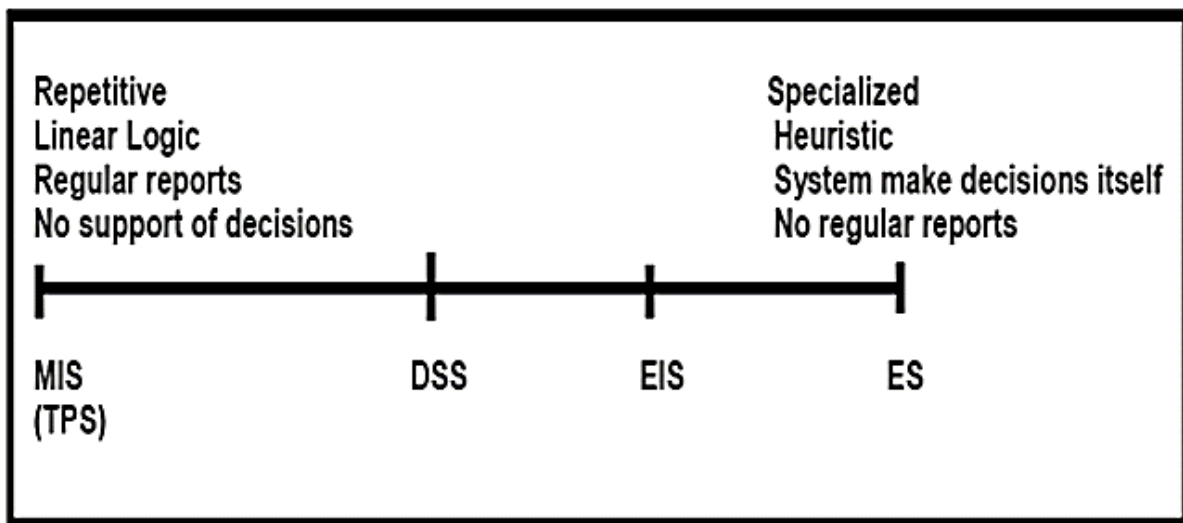 Repetitive
Linear Logic
Regular reports
No support of decisions
Specialized
Heuristic
System make decisions itself
No regular reports
MIS
(TPS)
DSS
EIS
ES